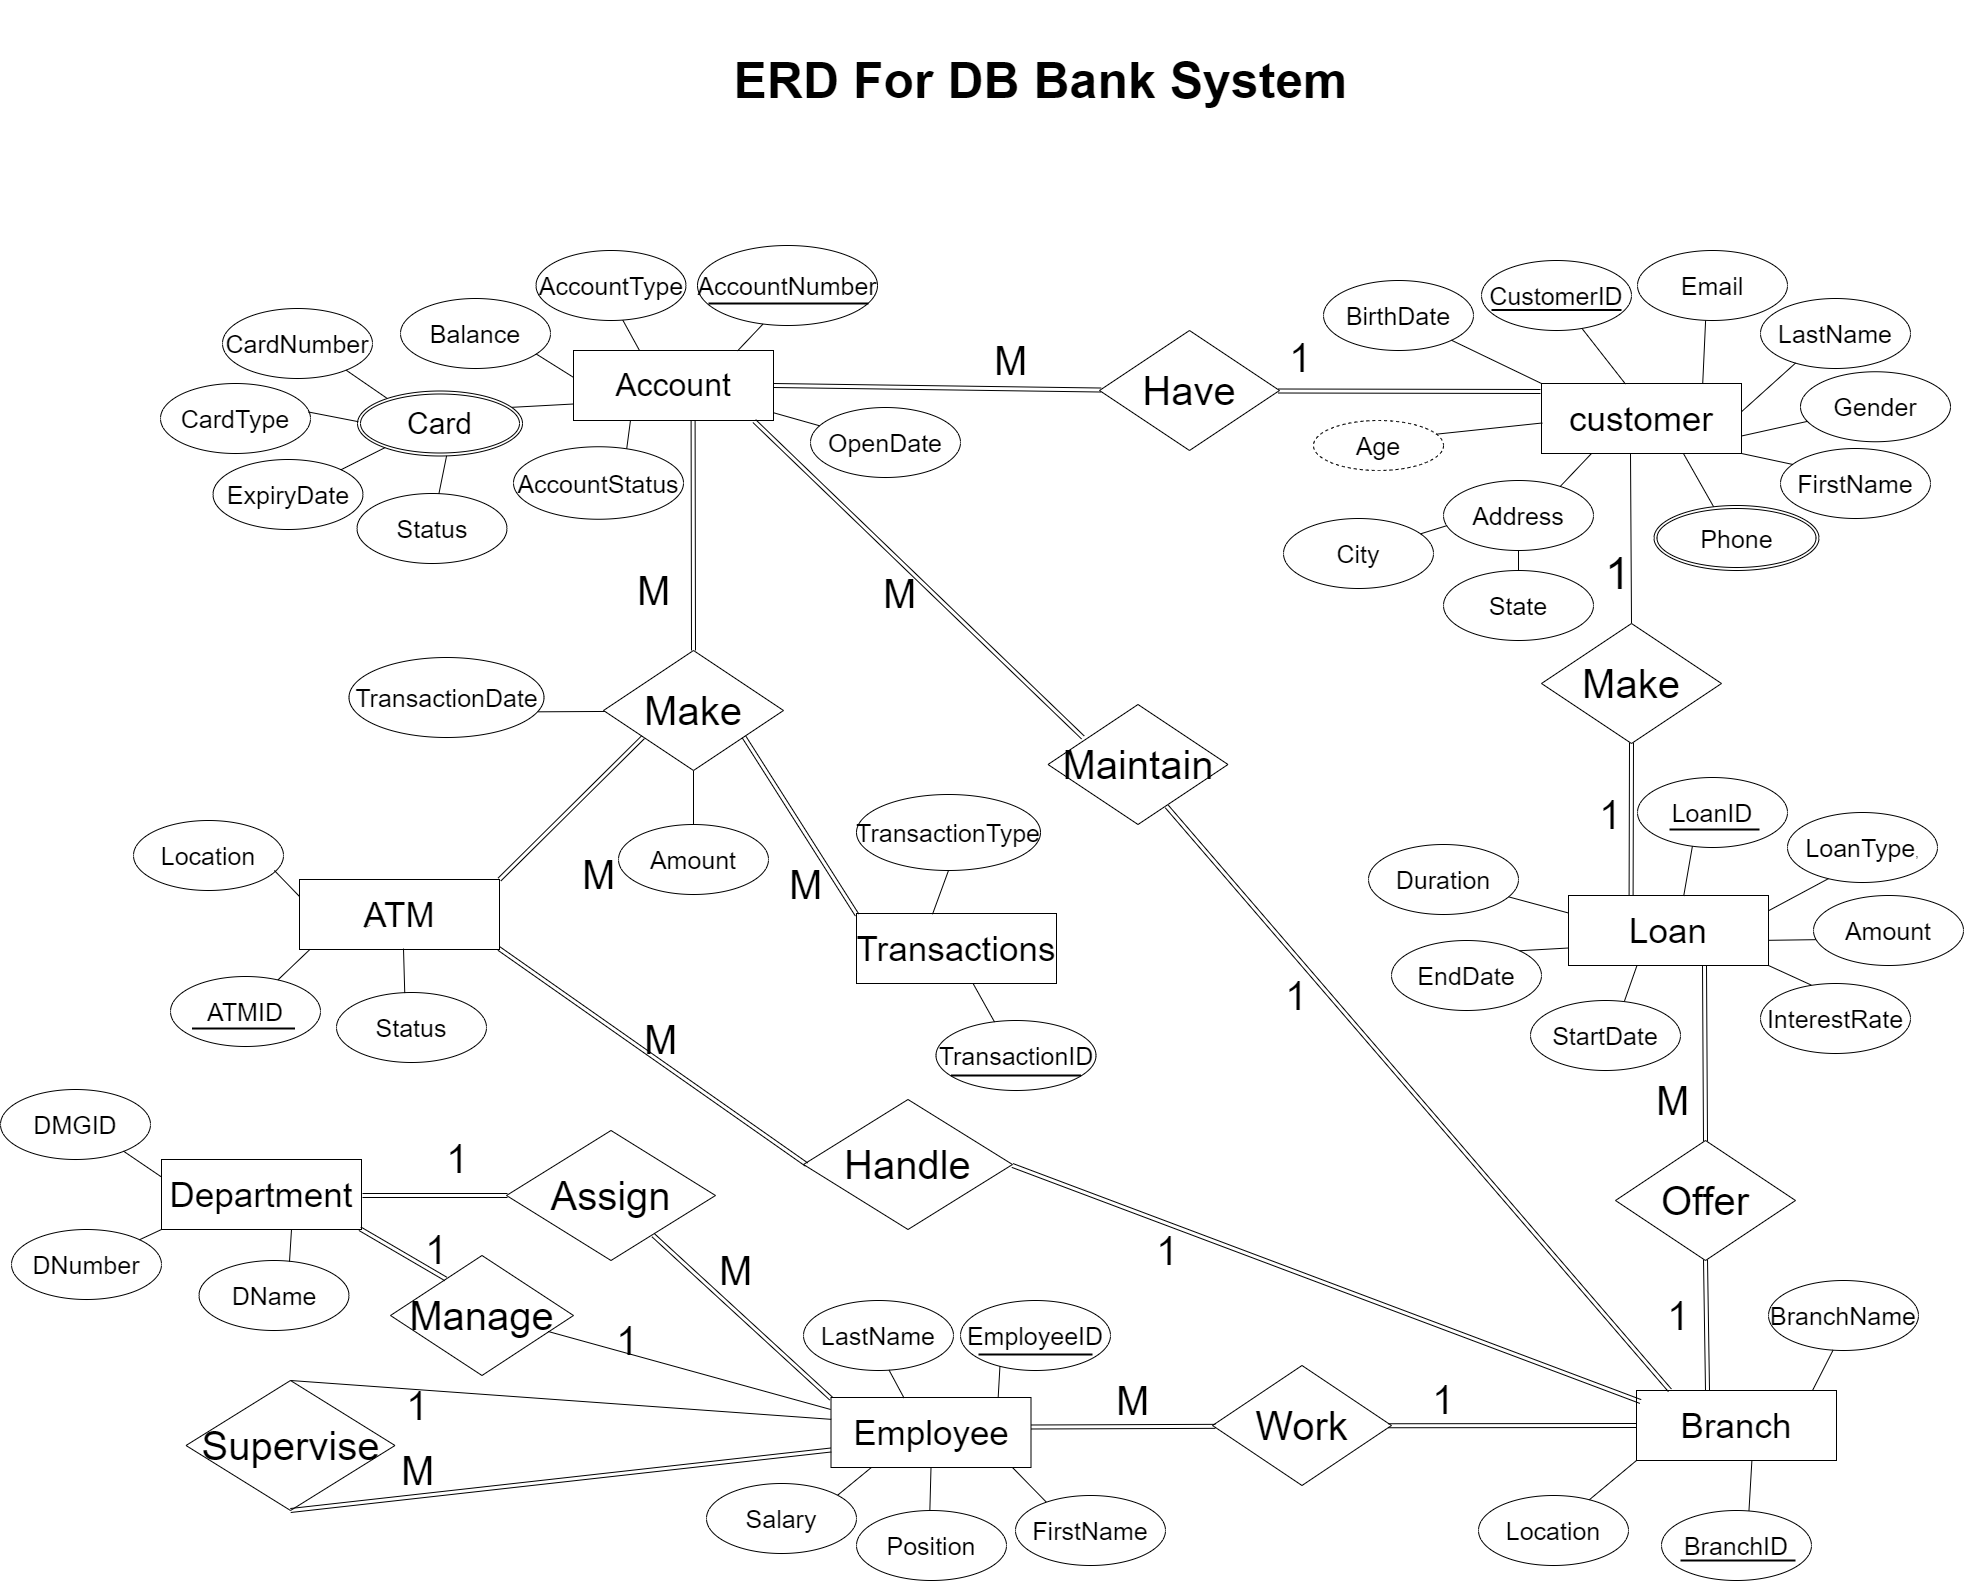 ERD For DB Bank System
AccountType
AccountNumber
Balance
CardNumber
CardType
Card
ExpiryDate
Status
AccountStatus
Account
OpenDate
M
Have
1
BirthDate
CustomerID
Email
LastName
Gender
FirstName
customer
Age
Address
City
State
Phone
M
M
1
TransactionDate
Make
Amount
M
M
Maintain
Make
1
1
Location
ATM
ATMID
Status
TransactionType
Transactions
TransactionID
LoanID
LoanType.
Duration
Amount
Loan
EndDate
StartDate
InterestRate
M
M
DMGID
Department
DNumber
DName
1
Assign
M
1
Manage
1
Handle
1
Offer
1
Supervise
1
M
LastName
EmployeeID
Employee
Salary
Position
FirstName
M
Work
1
BranchName
Branch
Location
BranchID